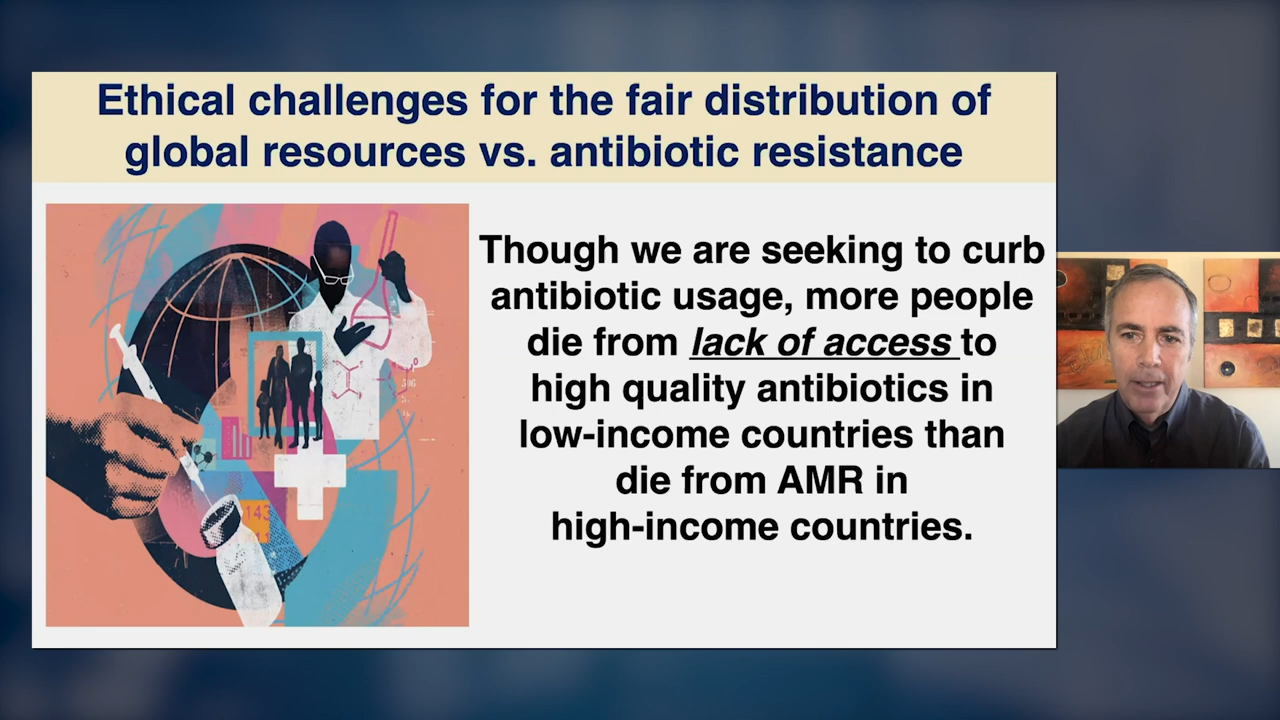 Ethical challenges for the fair distribution of
global resources vs. antibiotic resistance
Though we are seeking to curb
antibiotic usage, more people
die from lack of access to
high quality antibiotics in
low-income countries than
die from AMR in
high-income countries.
143